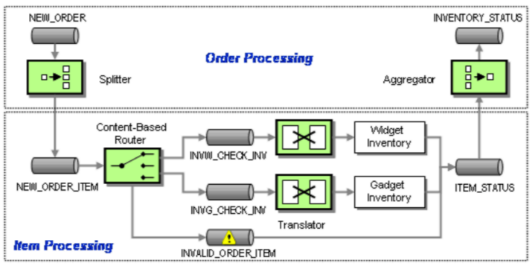 NEW_ORDER
INVENTORY_STATUS
Order Processing
Splitter
Aggregator
Content-Based
Router
Widget
Inventory
INVW_CHECK_INV
NEW_ORDER_ITEM
ITEM_STATUS
Gadget
Inventory
INVG_CHECK_INV
Translator
Item Processing
INVALID_ORDER_ITEM